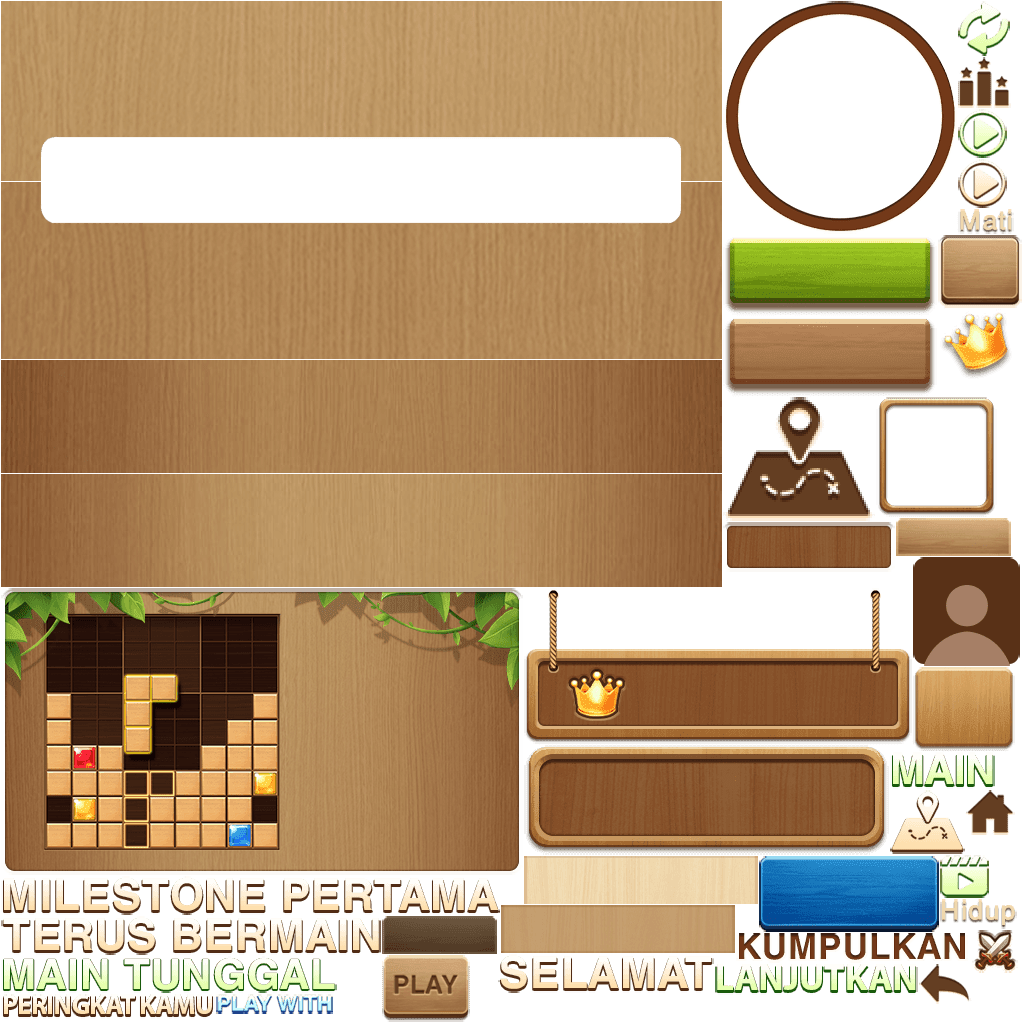 Mati
MAIN
MILESTONE PERTAMA
Hidup
TERUS BERMAIN
KUMPULKAN
MAIN TUNGGAL
PLAY
SELAMAT
LANJUTKAN
PERINGKAT KAMU
PLAY WITH